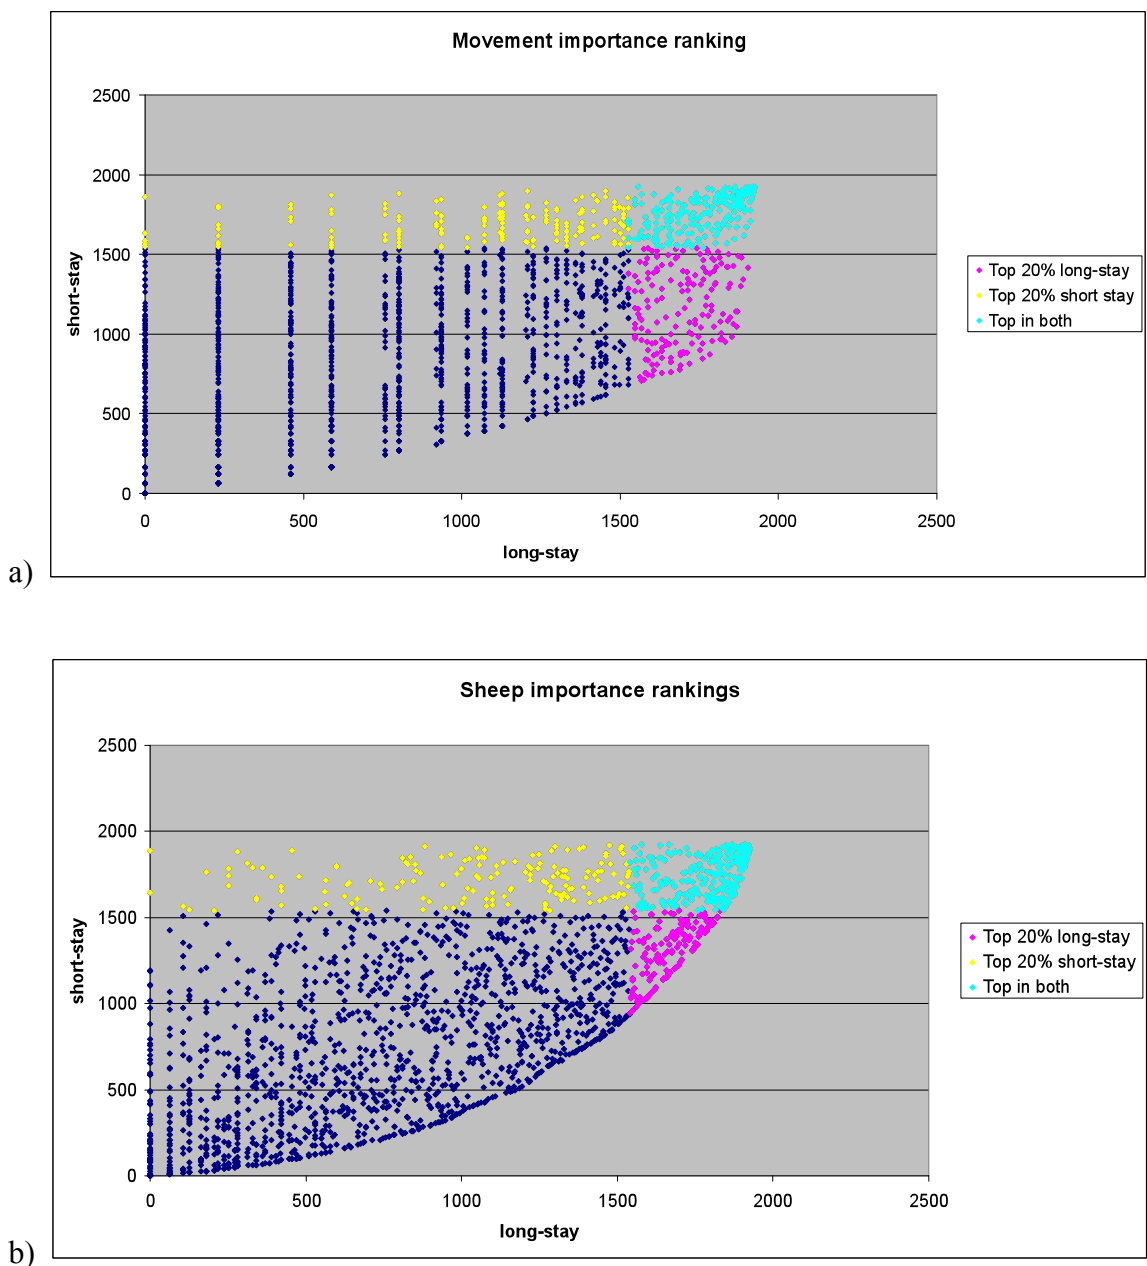 Movement importance ranking
2500
2000
1500
1000
500
0
short-stay
0 500 1000 1500 2000 2500
long-stay
Top 20% long-stay
Top 20% short stay
Top in both
a)
Sheep importance rankings
2500
2000
1500
1000
500
0
short-stay
0 500 1000 1500 2000 2500
long-stay
Top 20% long-stay
Top 20% short-stay
Top in both
b)